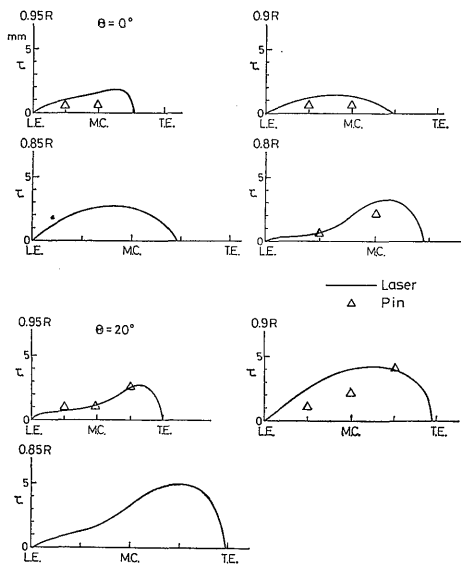 0.95R
θ = 0°
mm
5
τ
0
L.E. M.C. T.E.
0.9R
5
τ
0
L.E. M.C. T.E.
0.85R
5
τ
0
L.E. M.C. T.E.
0.8R
5
τ
0
L.E. M.C. T.E.
Laser
Pin
0.95R
θ = 20°
5
τ
0
L.E. M.C. T.E.
0.9R
5
τ
0
L.E. M.C. T.E.
0.85R
5
τ
0
L.E. M.C. T.E.